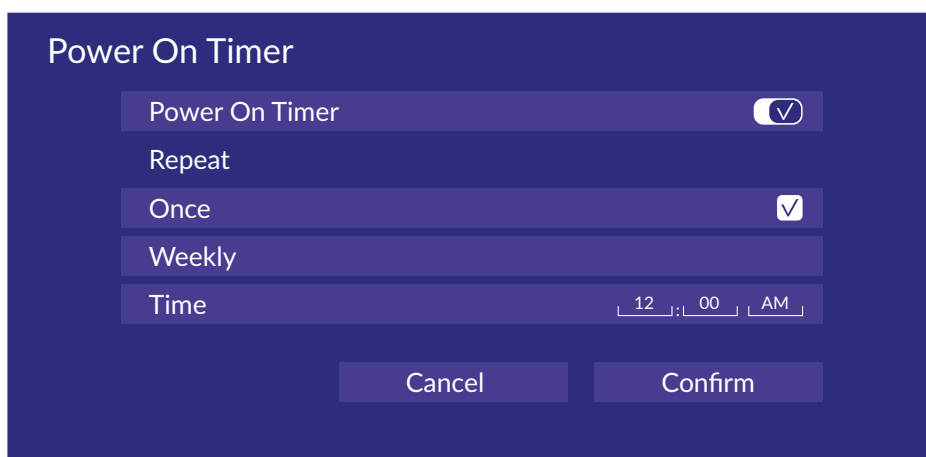 Power On Timer
Power On Timer
Repeat
Once
Weekly
Time 12 : 00 AM
Cancel Confirm